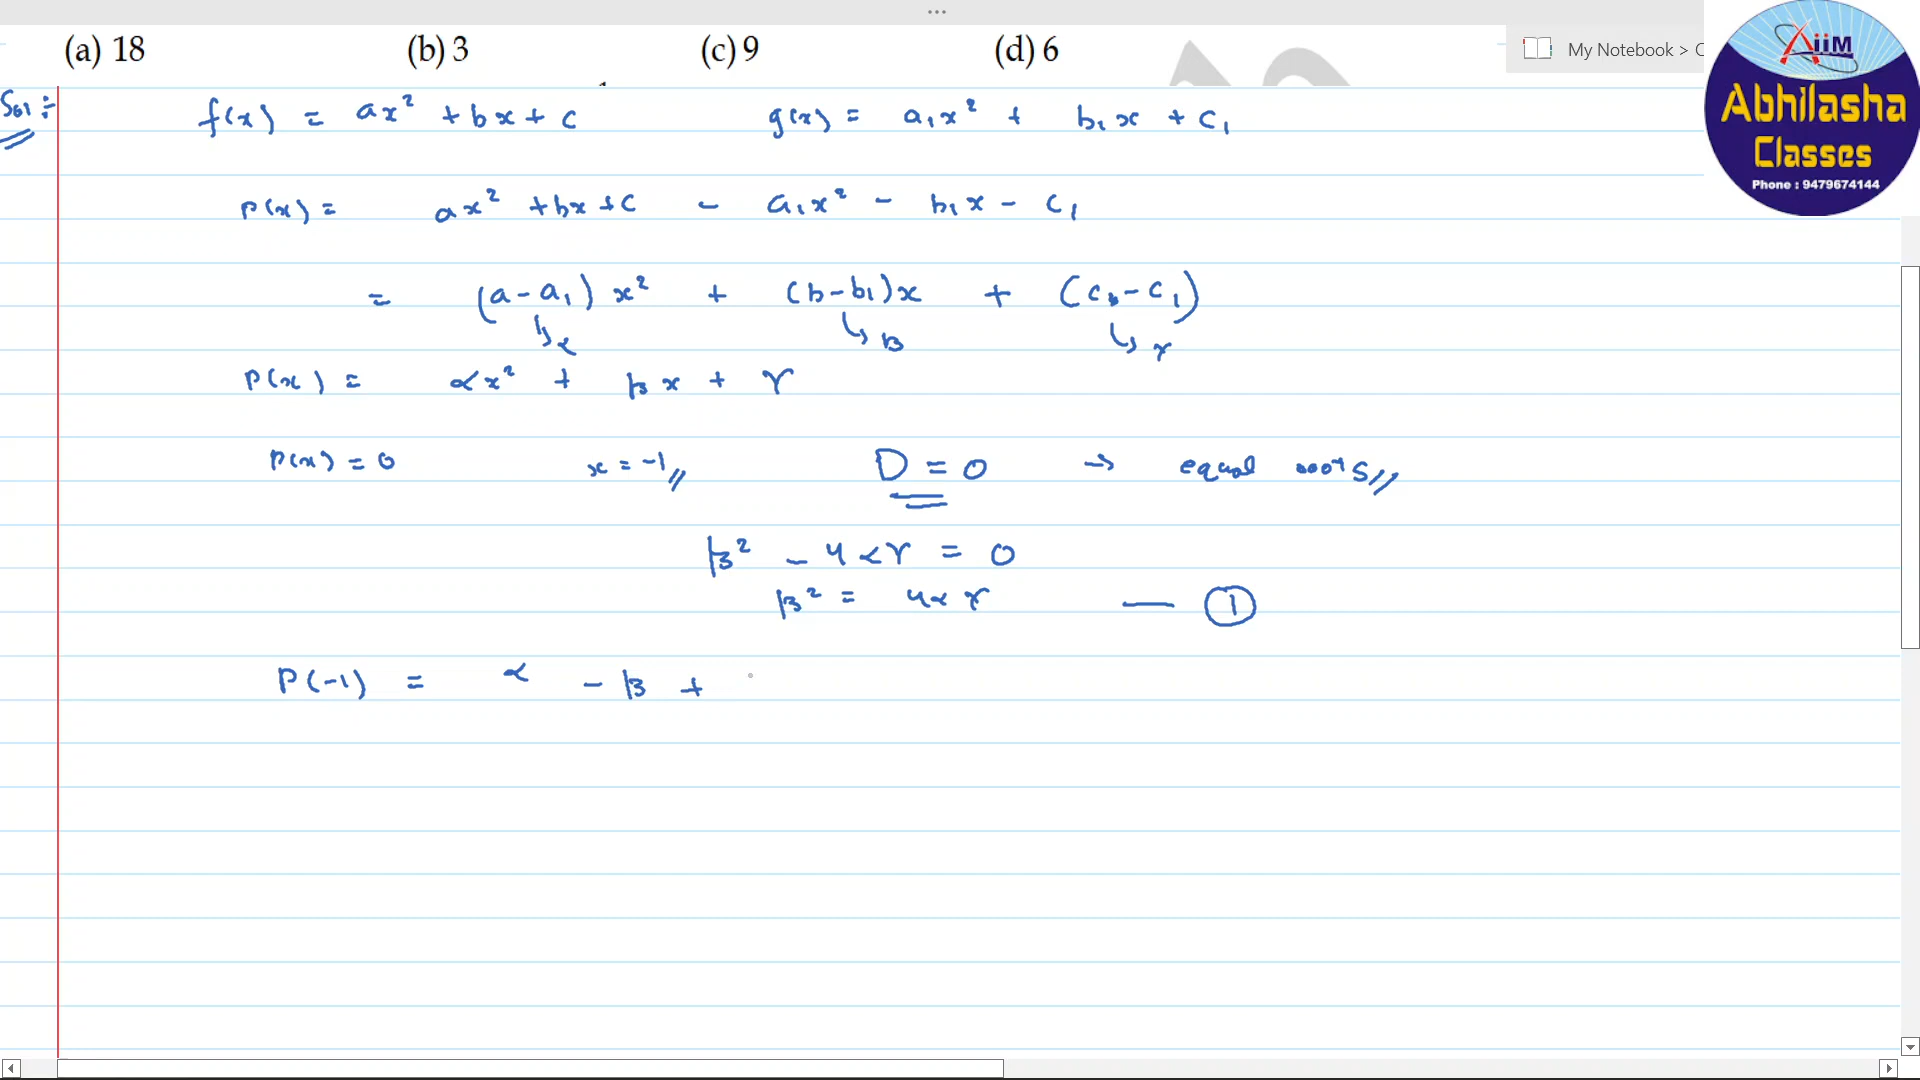 ...
(a) 18 (b) 3 (c) 9 (d) 6
My Notebook > C
AiiM
Abhilasha
Classes
Phone : 9479674144
Sol :-
f(x) = ax² + bx + c g(x) = a₁x² + b₁x + c₁
P(x) = ax² + bx + c - a₁x² - b₁x - c₁
= (a - a₁) x² + (b - b₁)x + (c - c₁)
↳ α ↳ β ↳ γ
P(x) = αx² + βx + γ
P(x) = 0 x = -1 // D = 0 → equal roots //
β² - 4αγ = 0
β² = 4αγ — ①
P(-1) = α - β +